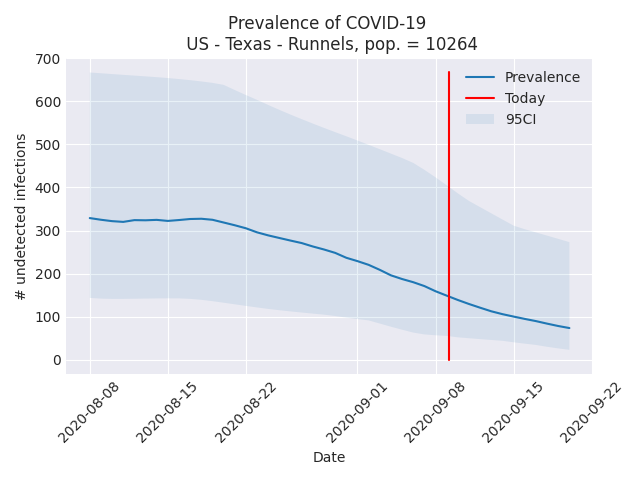 Prevalence of COVID-19
US - Texas - Runnels, pop. = 10264
700
600
500
400
300
200
100
0
# undetected infections
Prevalence
Today
95CI
2020-08-08
2020-08-15
2020-08-22
2020-09-01
2020-09-08
2020-09-15
2020-09-22
Date